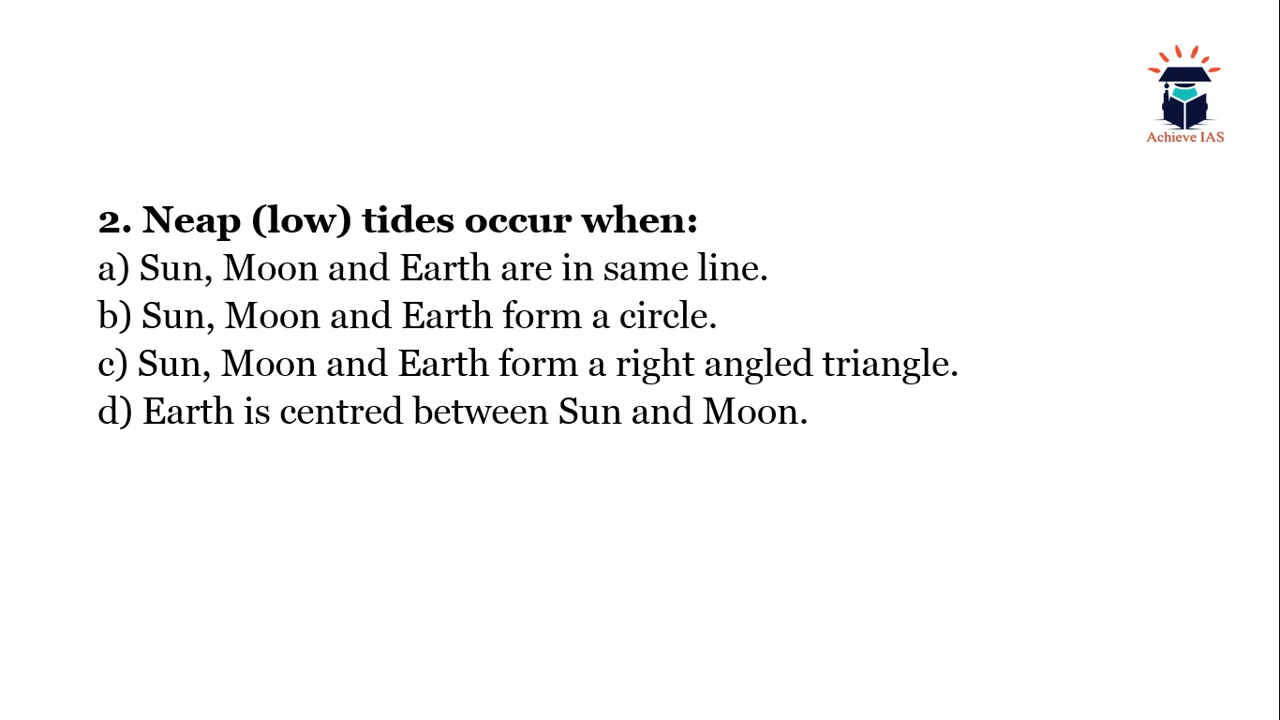 Achieve IAS
2. Neap (low) tides occur when:
a) Sun, Moon and Earth are in same line.
b) Sun, Moon and Earth form a circle.
c) Sun, Moon and Earth form a right angled triangle.
d) Earth is centred between Sun and Moon.